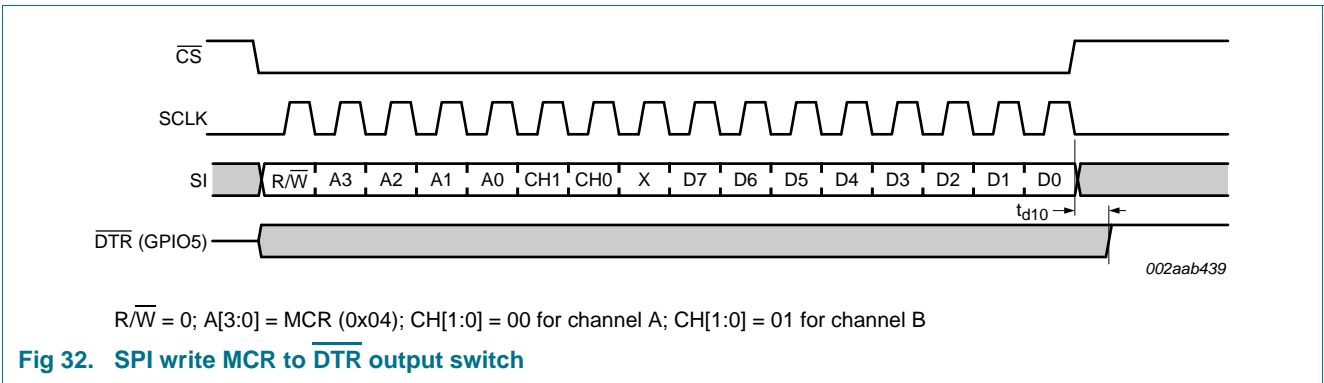 CS
SCLK
SI R/W A3 A2 A1 A0 CH1 CH0 X D7 D6 D5 D4 D3 D2 D1 D0
td10
DTR (GPIO5)
002aab439
R/W = 0; A[3:0] = MCR (0x04); CH[1:0] = 00 for channel A; CH[1:0] = 01 for channel B
Fig 32. SPI write MCR to DTR output switch